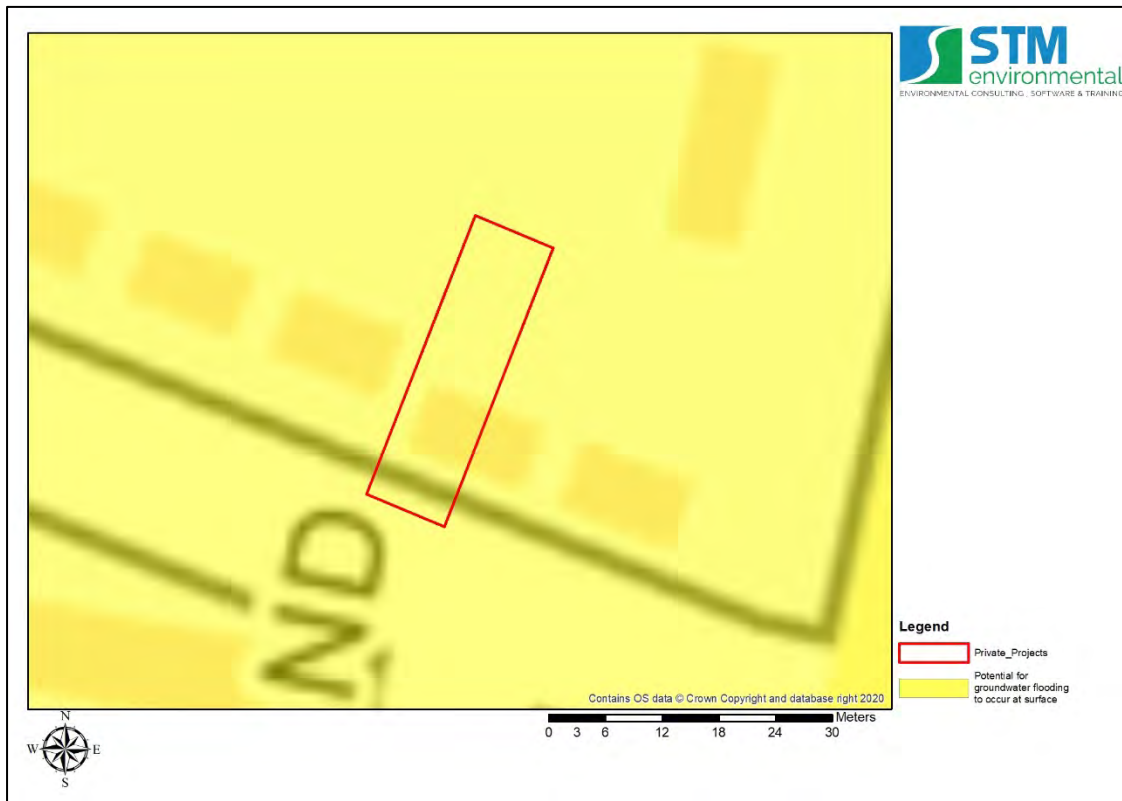 STM
environmental
ENVIRONMENTAL CONSULTING, SOFTWARE & TRAINING
ND
Legend
Private_Projects
Potential for
groundwater flooding
to occur at surface
Contains OS data © Crown Copyright and database right 2020
Meters
0 3 6 12 18 24 30
N
W E
S